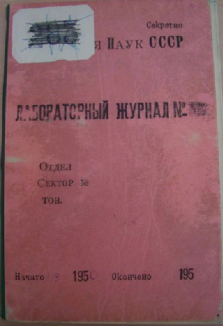 Секретно
Наук СССР
ЛАБОРАТОРНЫЙ ЖУРНАЛ №
Отдел
Сектор №
тов.
Начато 195 Окончено 195